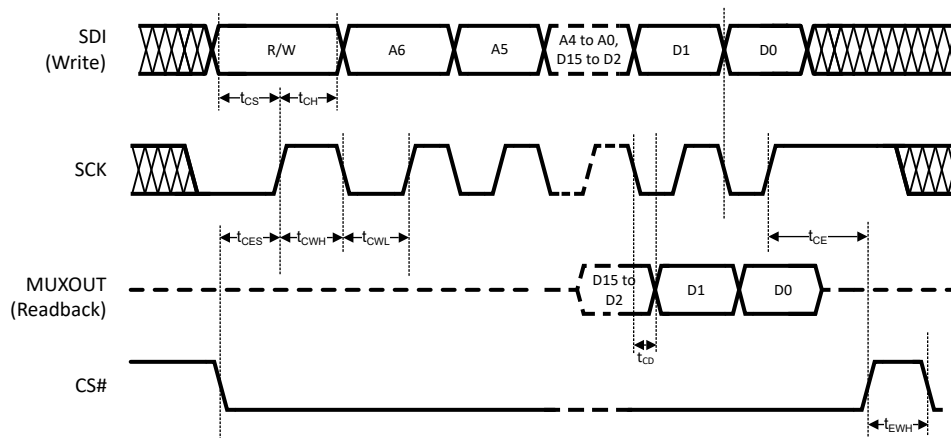 SDI
(Write)
R/W
A6
A5
A4 to A0,
D15 to D2
D1
D0
tCS
tCH
SCK
tCES
tCWH
tCWL
tCE
MUXOUT
(Readback)
D15 to
D2
D1
D0
tCD
CS#
tEWH